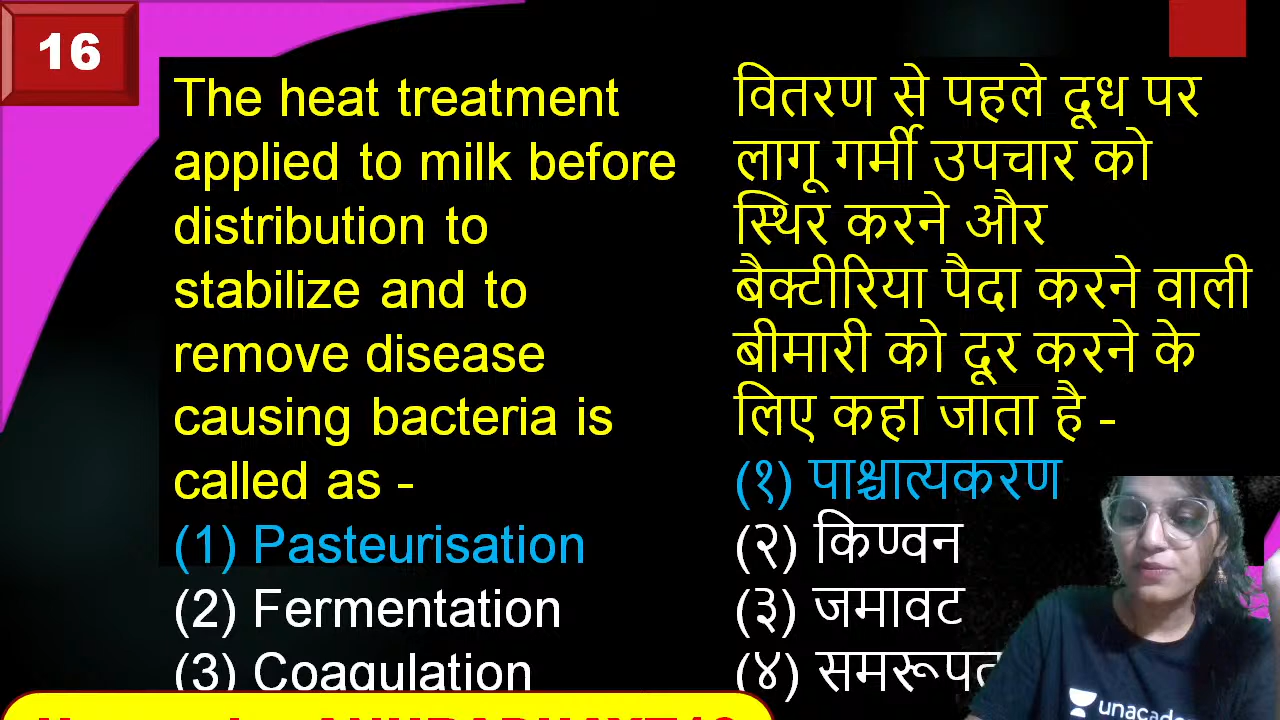 16
The heat treatment
applied to milk before
distribution to
stabilize and to
remove disease
causing bacteria is
called as -
(1) Pasteurisation
(2) Fermentation
(3) Coagulation
वितरण से पहले दूध पर
लागू गर्मी उपचार को
स्थिर करने और
बैक्टीरिया पैदा करने वाली
बीमारी को दूर करने के
लिए कहा जाता है -
(१) पाश्चात्यकरण
(२) किण्वन
(३) जमावट
(४)